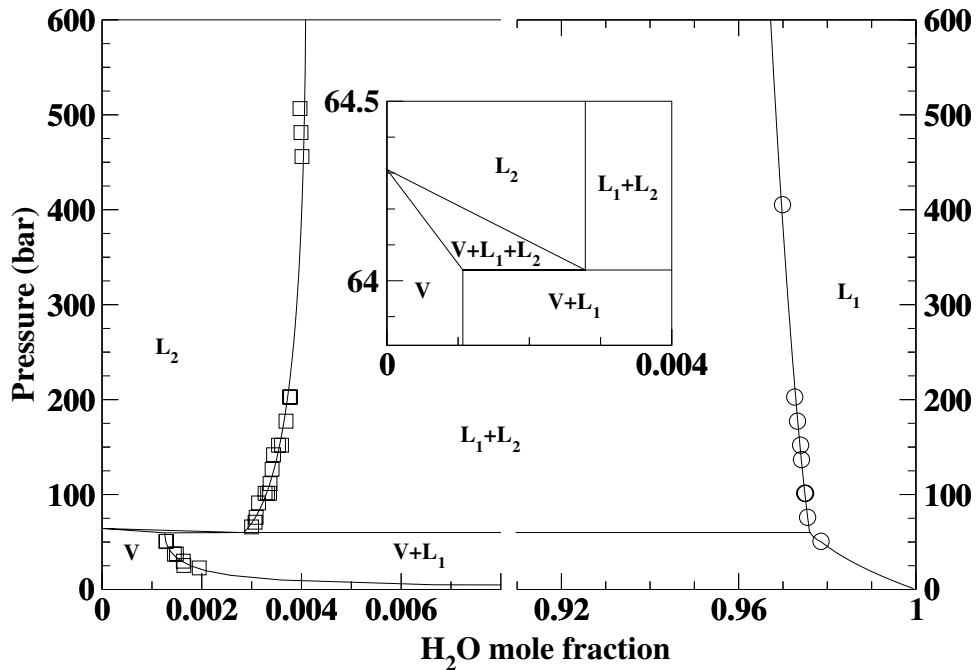 600
500
400
300
200
100
0
Pressure (bar)
600
500
400
300
200
100
0
64.5
64
0
0.004
L₂
L₁+L₂
V+L₁+L₂
V
V+L₁
L₂
L₁
L₁+L₂
V
V+L₁
0
0.002
0.004
0.006
0.92
0.96
1
H₂O mole fraction